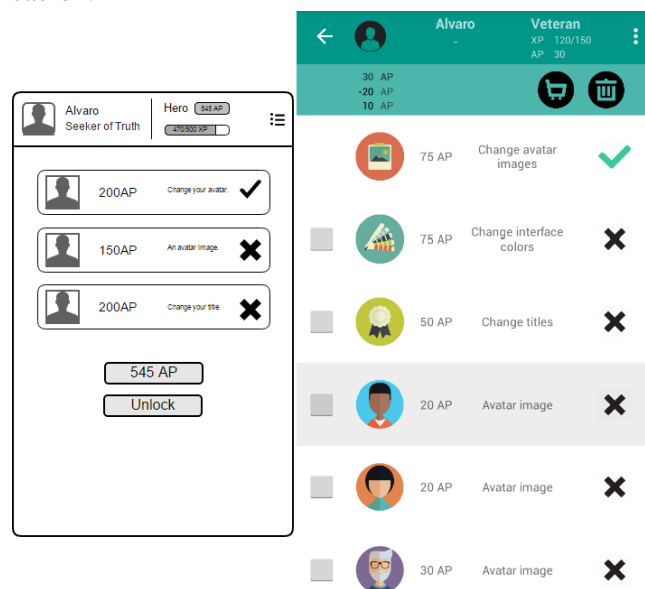 Alvaro
Seeker of Truth
Hero 545 AP
470/500 XP
200AP Change your avatar.
150AP An avatar Image.
200AP Change your title.
545 AP
Unlock
Alvaro
-
Veteran
XP 120/150
AP 30
30 AP
-20 AP
10 AP
75 AP Change avatar
images
75 AP Change interface
colors
50 AP Change titles
20 AP Avatar image
20 AP Avatar image
30 AP Avatar image